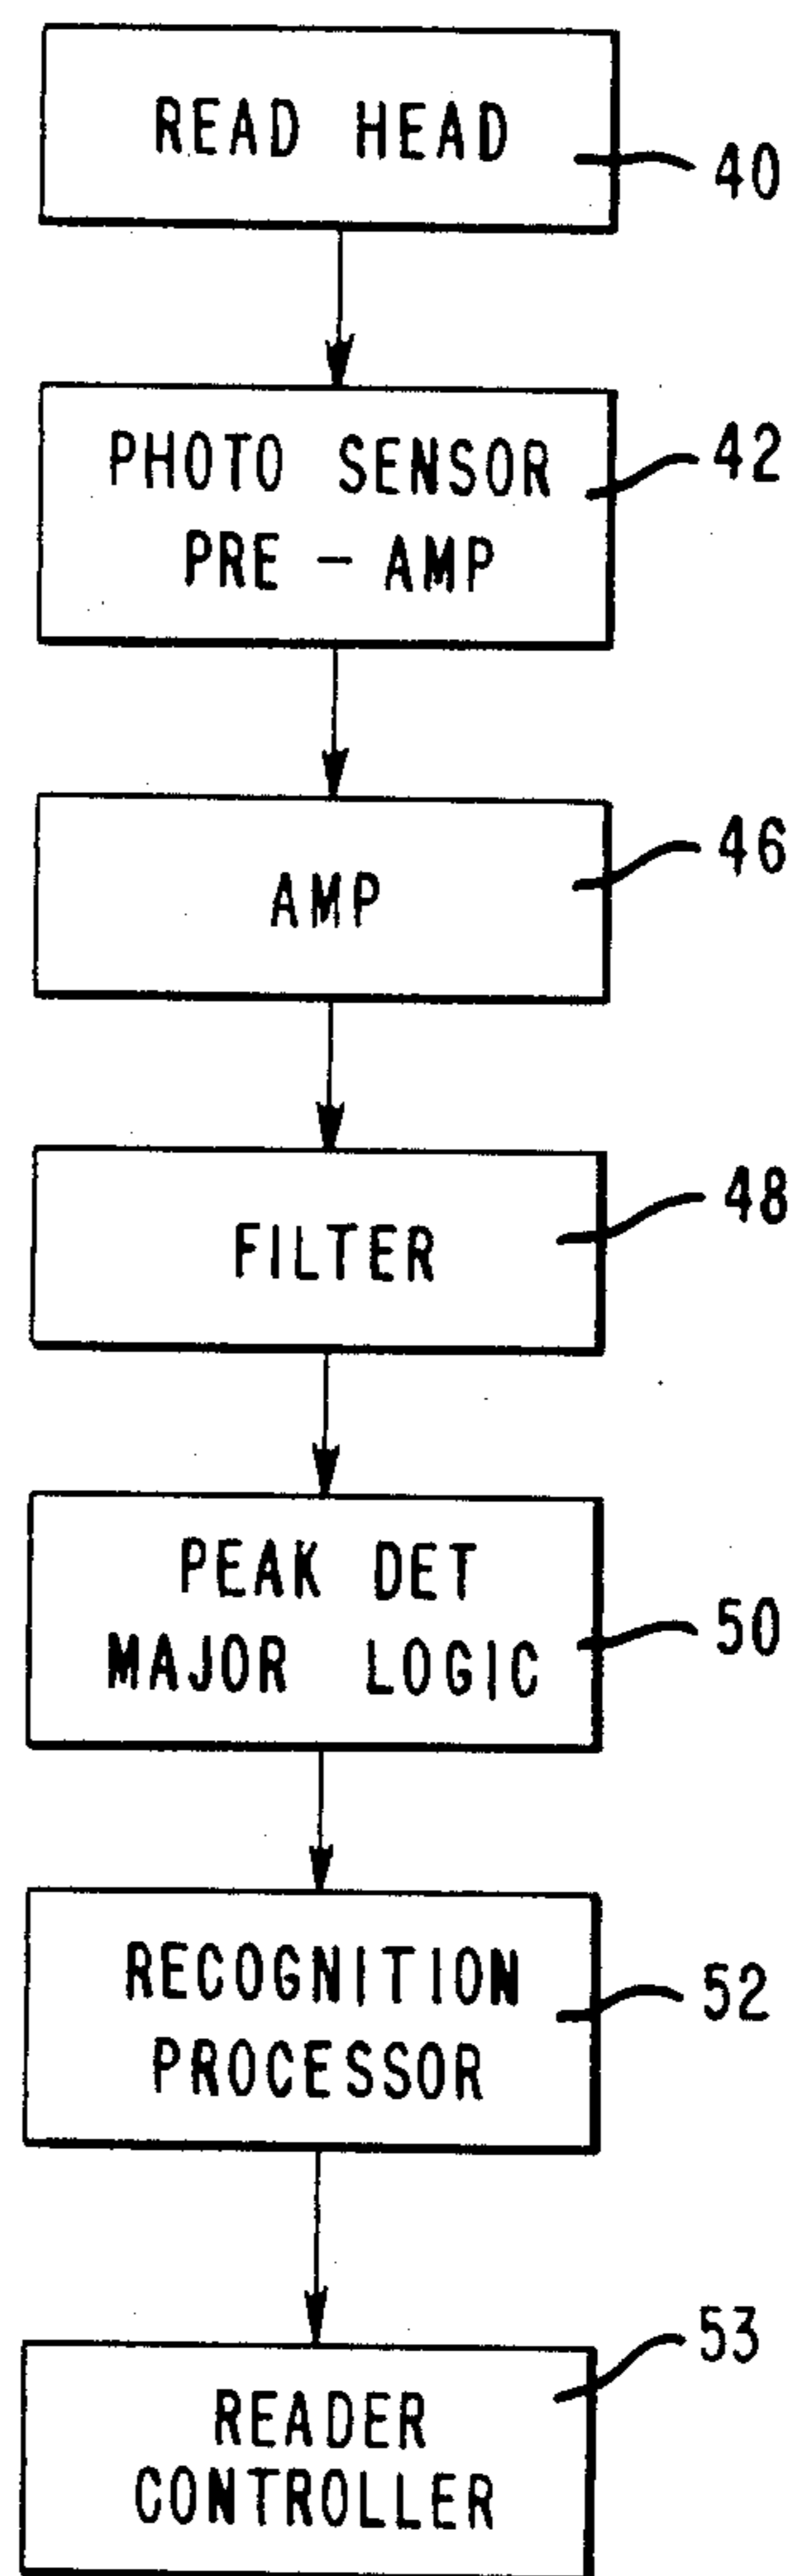 READ HEAD
40
PHOTO SENSOR
42
PRE - AMP
AMP
46
FILTER
48
PEAK DET
MAJOR LOGIC
50
RECOGNITION
52
PROCESSOR
READER
53
CONTROLLER